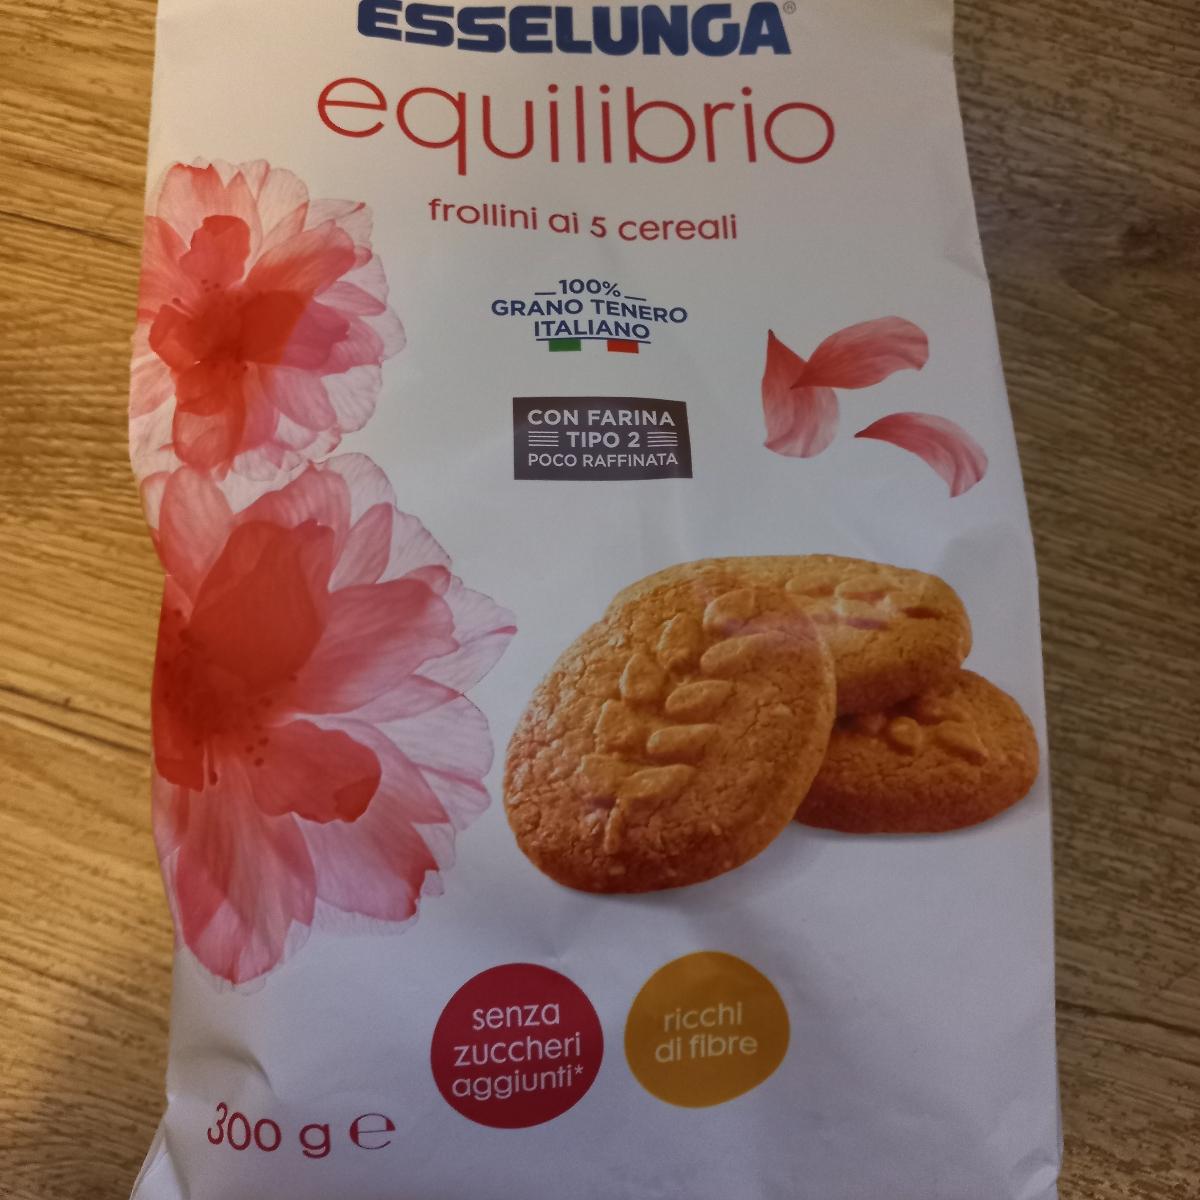 ESSELUNGA®
equilibrio
frollini ai 5 cereali
100%
GRANO TENERO
ITALIANO
CON FARINA
TIPO 2
POCO RAFFINATA
senza
zuccheri
aggiunti*
ricchi
di fibre
300 g ℮